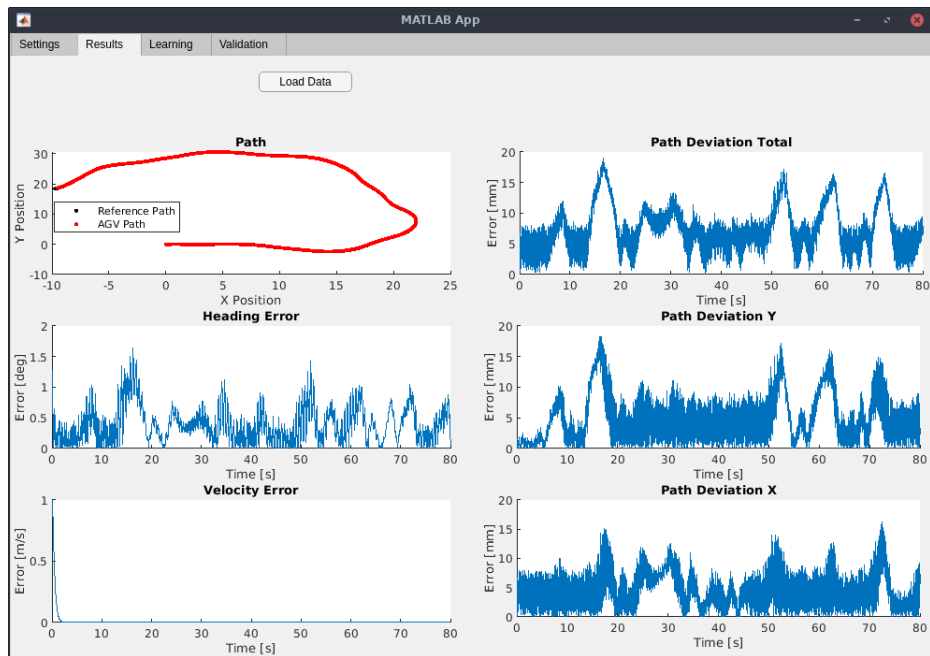 MATLAB App
Settings Results Learning Validation
Load Data
Path
30
20
10
0
-10
Y Position
Reference Path
AGV Path
-10 -5 0 5 10 15 20 25
X Position
Path Deviation Total
20
15
10
5
0
Error [mm]
0 10 20 30 40 50 60 70 80
Time [s]
Heading Error
2
1.5
1
0.5
0
Error [deg]
0 10 20 30 40 50 60 70 80
Time [s]
Path Deviation Y
20
15
10
5
0
Error [mm]
0 10 20 30 40 50 60 70 80
Time [s]
Velocity Error
1
0.5
0
Error [m/s]
0 10 20 30 40 50 60 70 80
Time [s]
Path Deviation X
20
15
10
5
0
Error [mm]
0 10 20 30 40 50 60 70 80
Time [s]